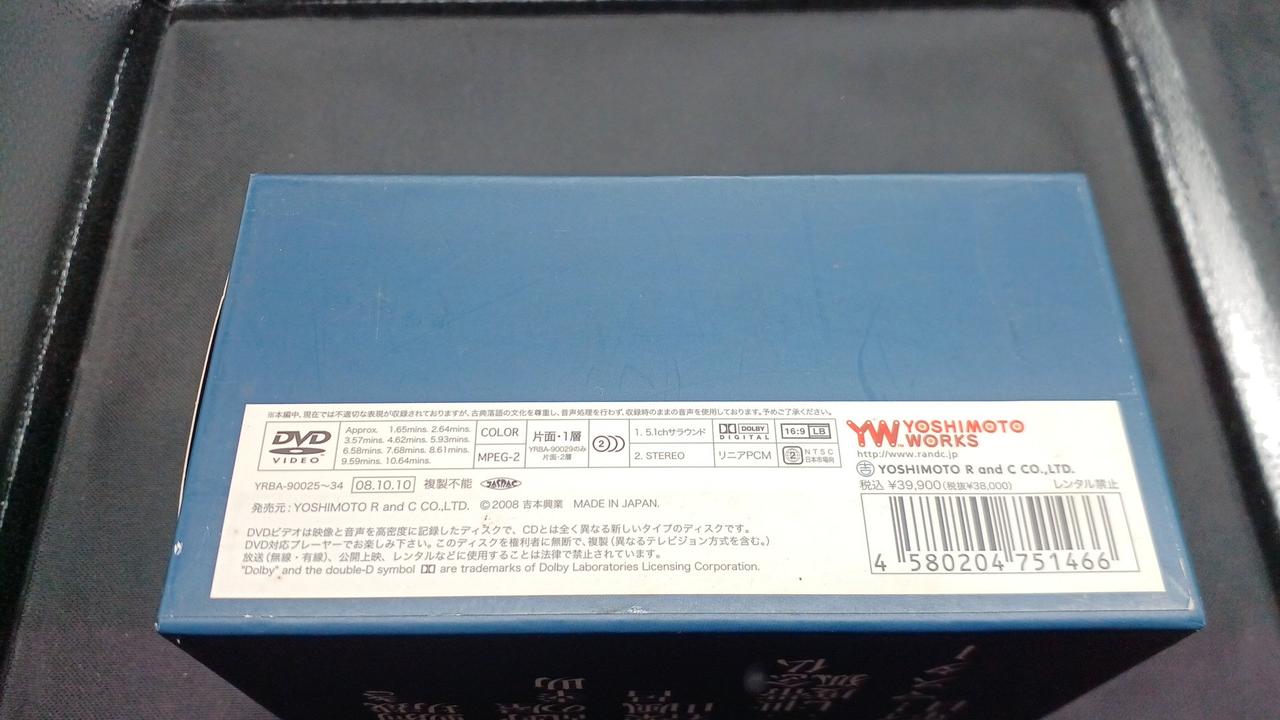 ※本編中、現在では不適切な表現が収録されておりますが、古典落語の文化を尊重し、音声処理を行わず、収録時のままの音声を使用しております。予めご了承ください。
DVD VIDEO
Approx. 1.65mins. 2.64mins.
3.57mins. 4.62mins. 5.93mins.
6.58mins. 7.68mins. 8.61mins.
9.59mins. 10.64mins.
COLOR
MPEG-2
片面・1層
YRBA-90029のみ
片面・2層
2
1. 5.1chサラウンド
2. STEREO
DOLBY DIGITAL
リニアPCM
16:9 LB
2 NTSC 日本市場向
YW YOSHIMOTO WORKS
http://www.randc.jp
吉 YOSHIMOTO R and C CO.,LTD.
税込 ¥39,900(税抜¥38,000) レンタル禁止
4 580204 751466
YRBA-90025〜34 08.10.10 複製不能
発売元:YOSHIMOTO R and C CO.,LTD. ©2008 吉本興業 MADE IN JAPAN.
DVDビデオは映像と音声を高密度に記録したディスクで、CDとは全く異なる新しいタイプのディスクです。
DVD対応プレーヤーでお楽しみ下さい。このディスクを権利者に無断で、複製(異なるテレビジョン方式を含む。)
放送(無線・有線)、公開上映、レンタルなどに使用することは法律で禁止されています。
"Dolby" and the double-D symbol are trademarks of Dolby Laboratories Licensing Corporation.